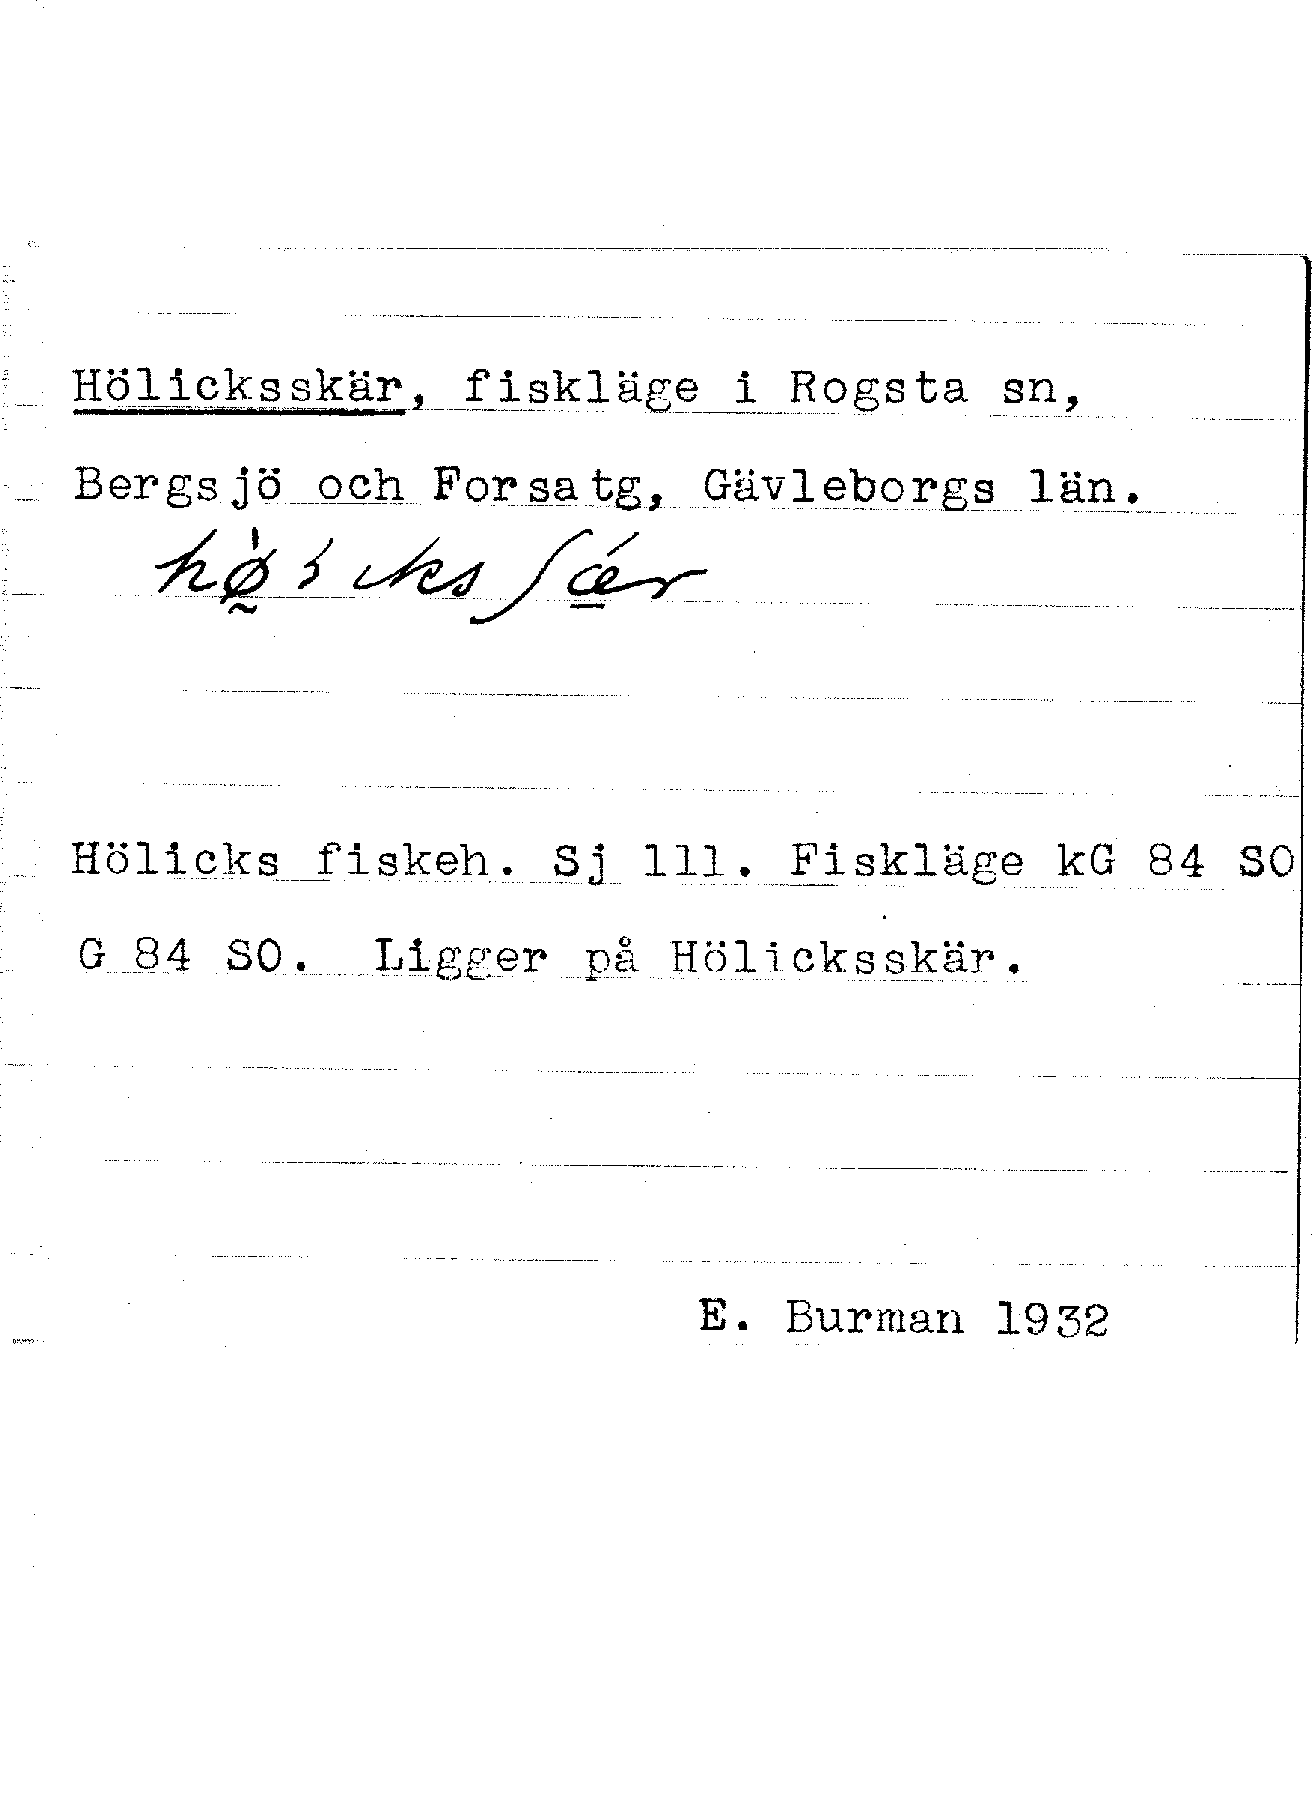 Hölicksskär, fiskläge i Rogsta sn,
Bergsjö och Forsatg, Gävleborgs län.
Hölicks fiskeh. Sj 111. Fiskläge kG 84 SO
G 84 SO. Ligger på Hölicksskär.
E. Burman 1932